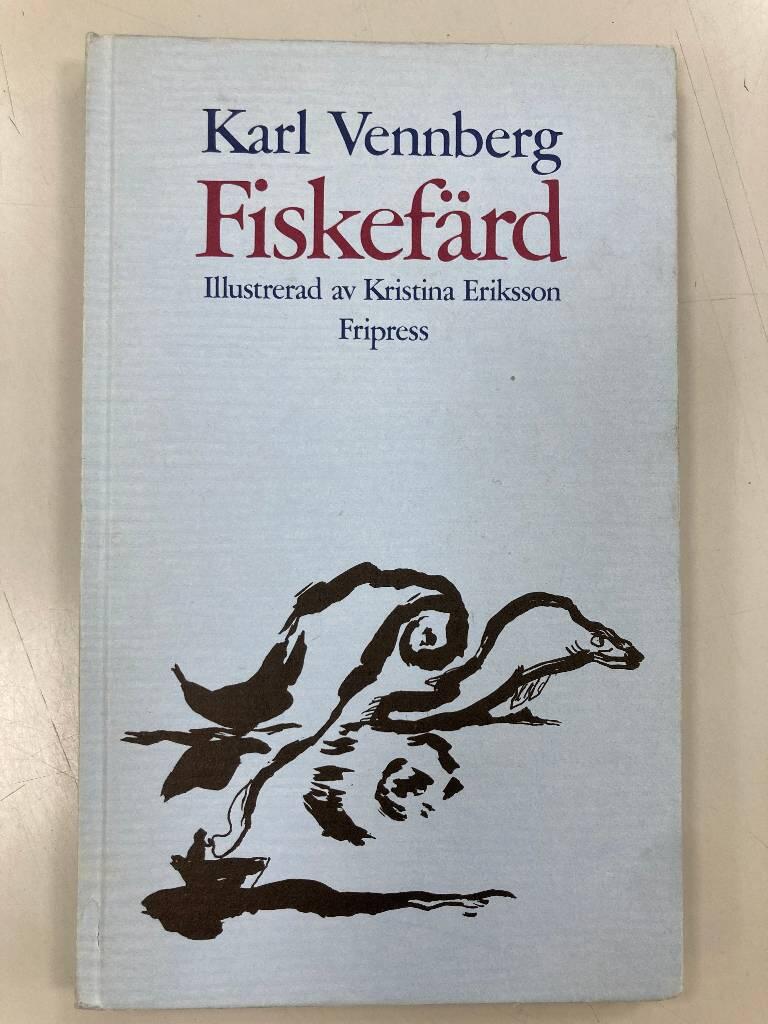 Karl Vennberg
Fiskefärd
Illustrerad av Kristina Eriksson
Fripress